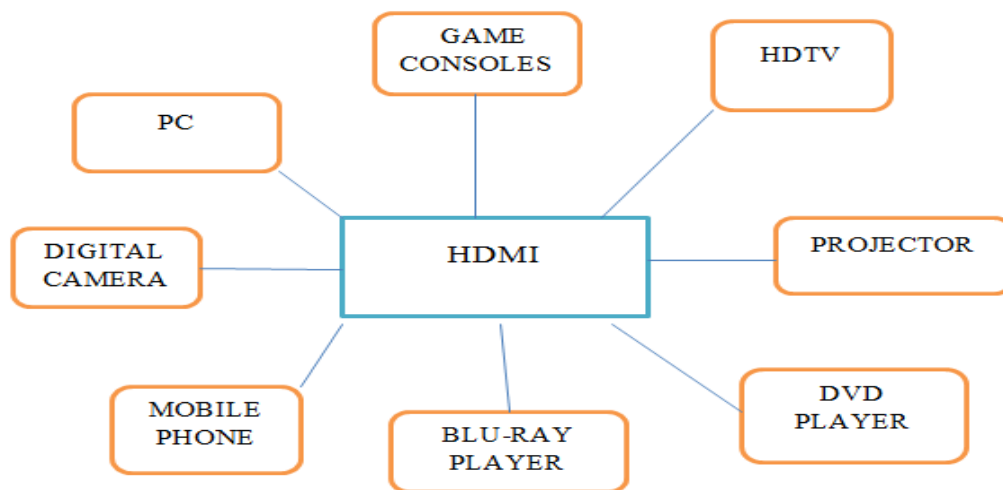 GAME
CONSOLES
HDTV
PC
DIGITAL
CAMERA
HDMI
PROJECTOR
MOBILE
PHONE
BLU-RAY
PLAYER
DVD
PLAYER